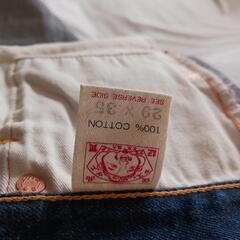 100% COTTON
29 X 35
SEE REVERSE SIDE